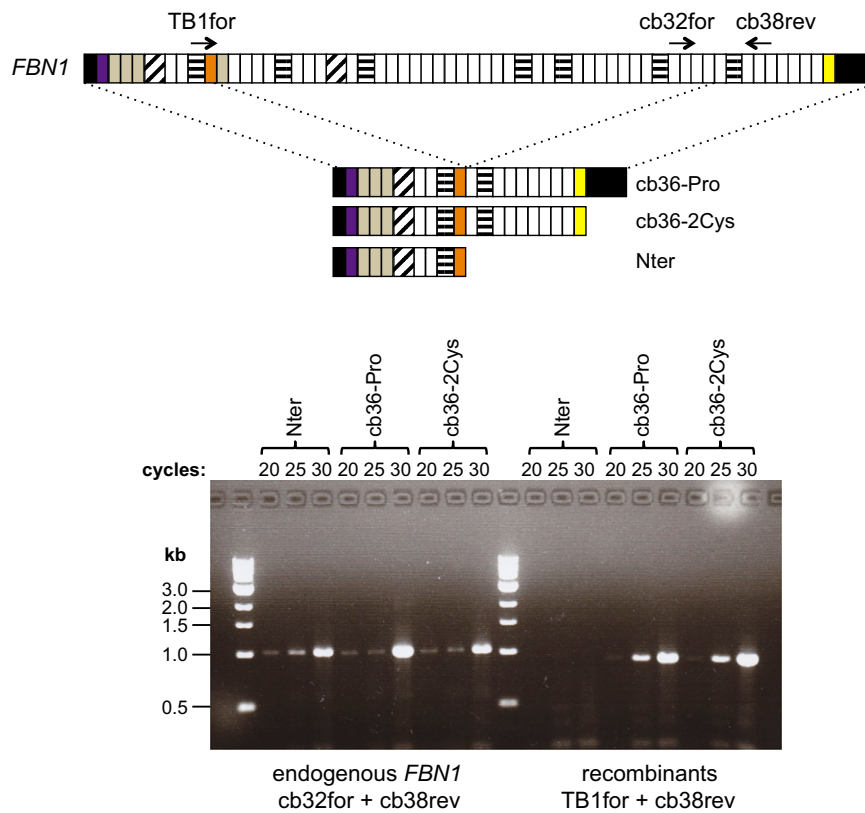 TB1for cb32for cb38rev
FBN1
cb36-Pro
cb36-2Cys
Nter
Nter cb36-Pro cb36-2Cys Nter cb36-Pro cb36-2Cys
cycles: 20 25 30 20 25 30 20 25 30 20 25 30 20 25 30 20 25 30
kb
3.0
2.0
1.5
1.0
0.5
endogenous FBN1 recombinants
cb32for + cb38rev TB1for + cb38rev